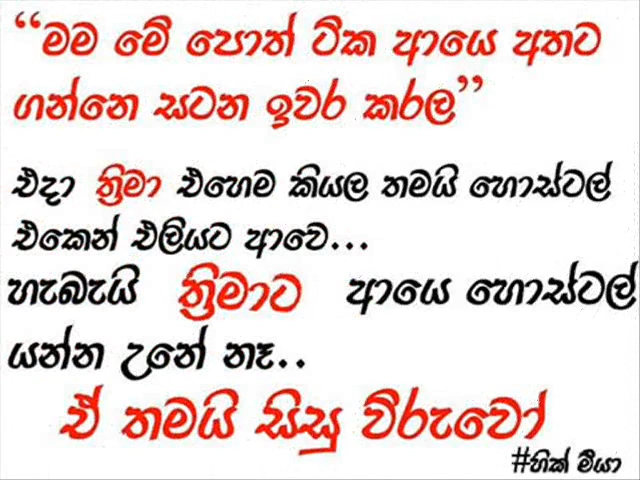 “මම මේ පොත් ටික ආයෙ අතට
ගන්නෙ සටන ඉවර කරල”
එදා ත්‍රිමා එහෙම කියල තමයි හොස්ටල්
එකෙන් එලියට ආවෙ...
හැබැයි ත්‍රිමාට ආයෙ හොස්ටල්
යන්න උනේ නෑ..
ඒ තමයි සිසු විරුවෝ
#හික් මීයා